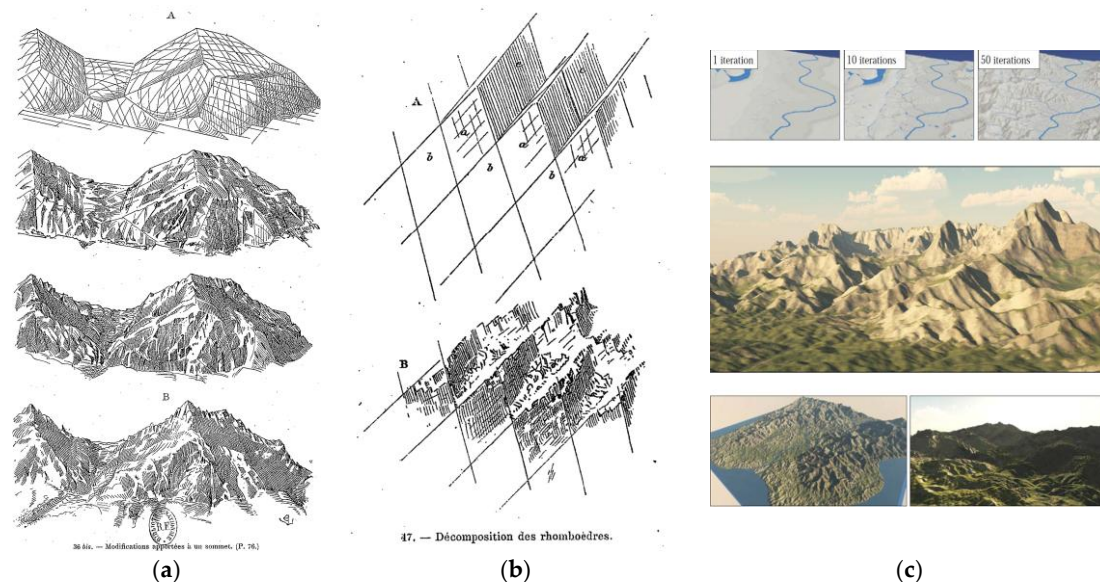 A
B
R.F.
36 bis. — Modifications apportées à un sommet. (P. 76.)
(a)
A
c
c
a
a
a
b
b
b
B
47. — Décomposition des rhomboèdres.
(b)
1 iteration
10 iterations
50 iterations
(c)